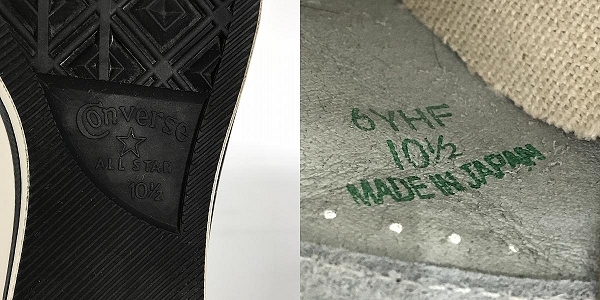 Converse
ALL STAR
10½
6YHF
10½
MADE IN JAPAN